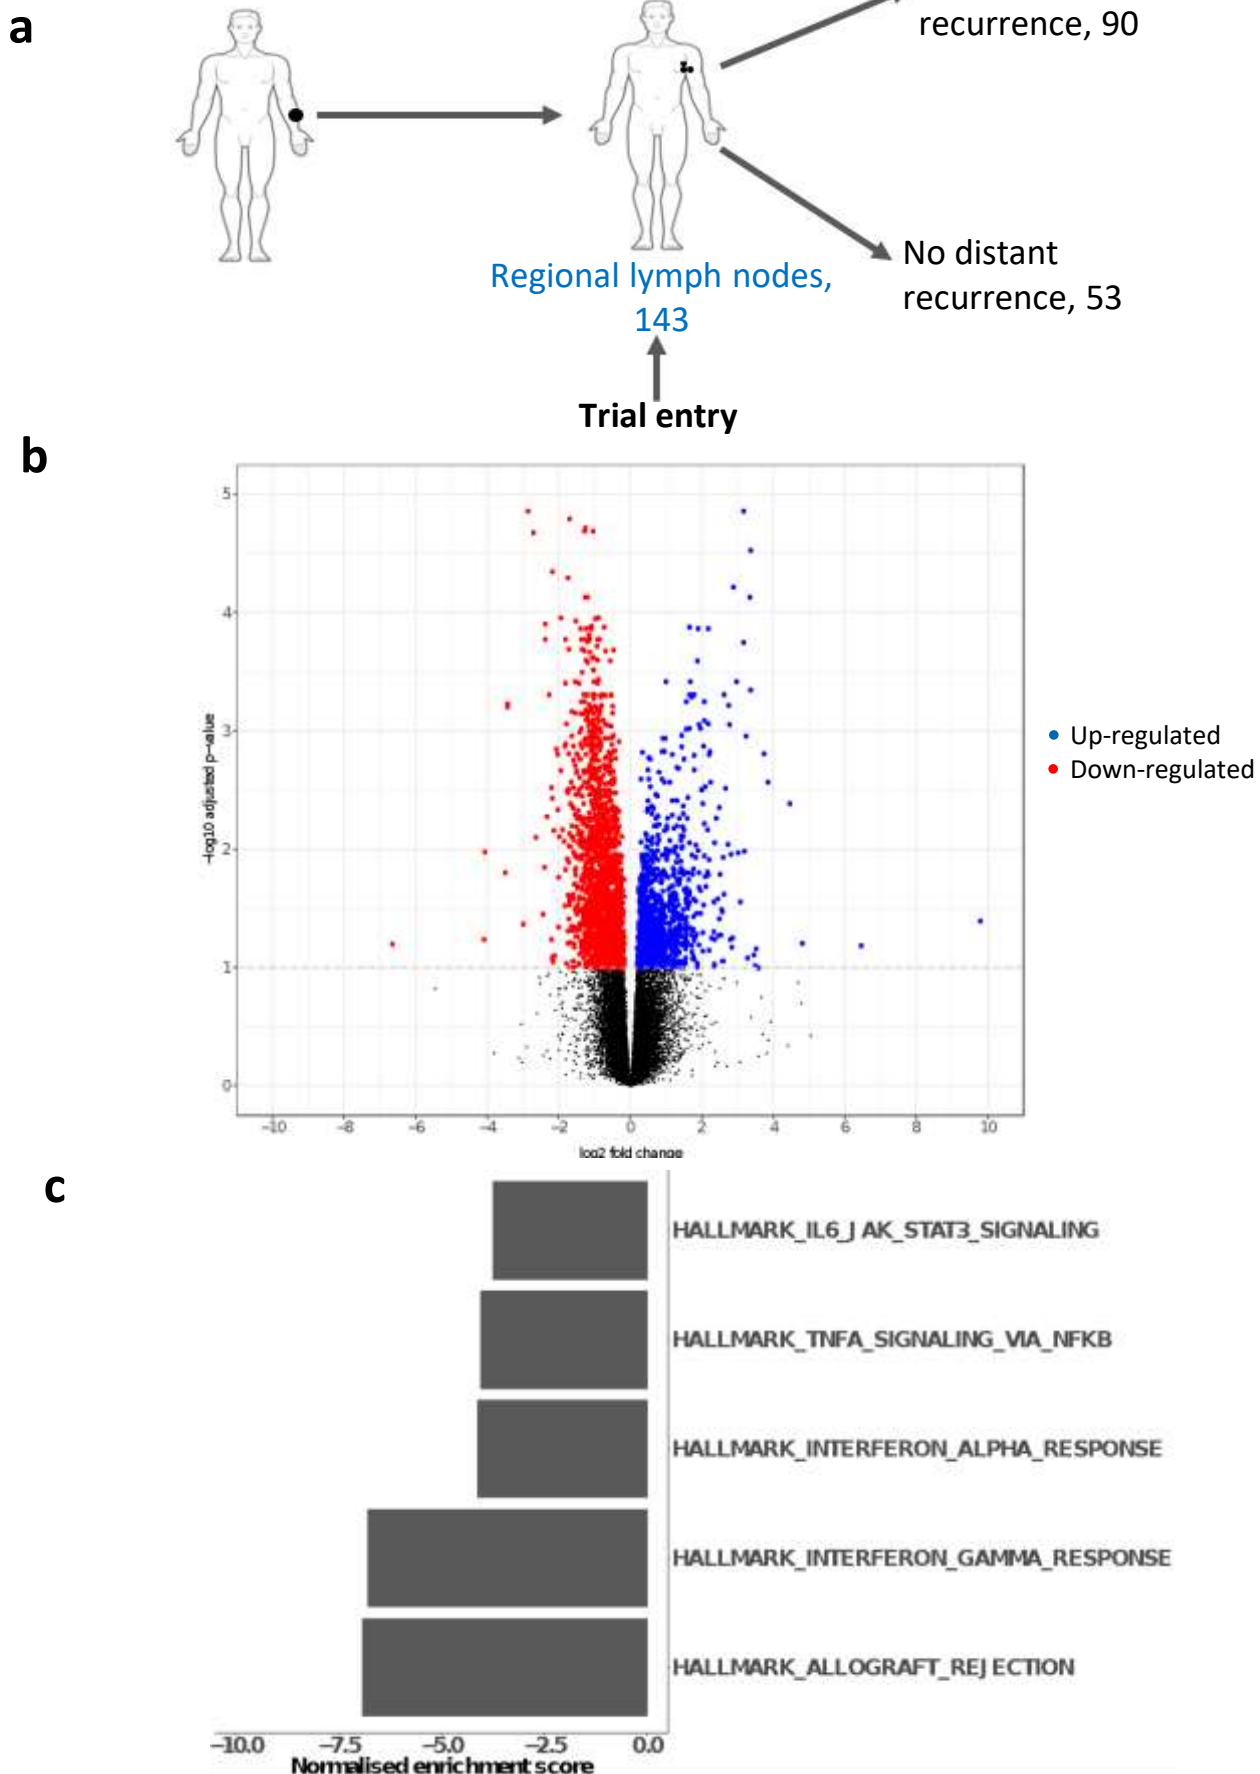 a
recurrence, 90
No distant
recurrence, 53
Regional lymph nodes,
143
Trial entry
b
5
4
3
2
1
0
−log10 adjusted p−value
−10 −8 −6 −4 −2 0 2 4 6 8 10
log2 fold change
Up-regulated
Down-regulated
c
HALLMARK_IL6_JAK_STAT3_SIGNALING
HALLMARK_TNFA_SIGNALING_VIA_NFKB
HALLMARK_INTERFERON_ALPHA_RESPONSE
HALLMARK_INTERFERON_GAMMA_RESPONSE
HALLMARK_ALLOGRAFT_REJECTION
−10.0 −7.5 −5.0 −2.5 0.0
Normalised enrichment score